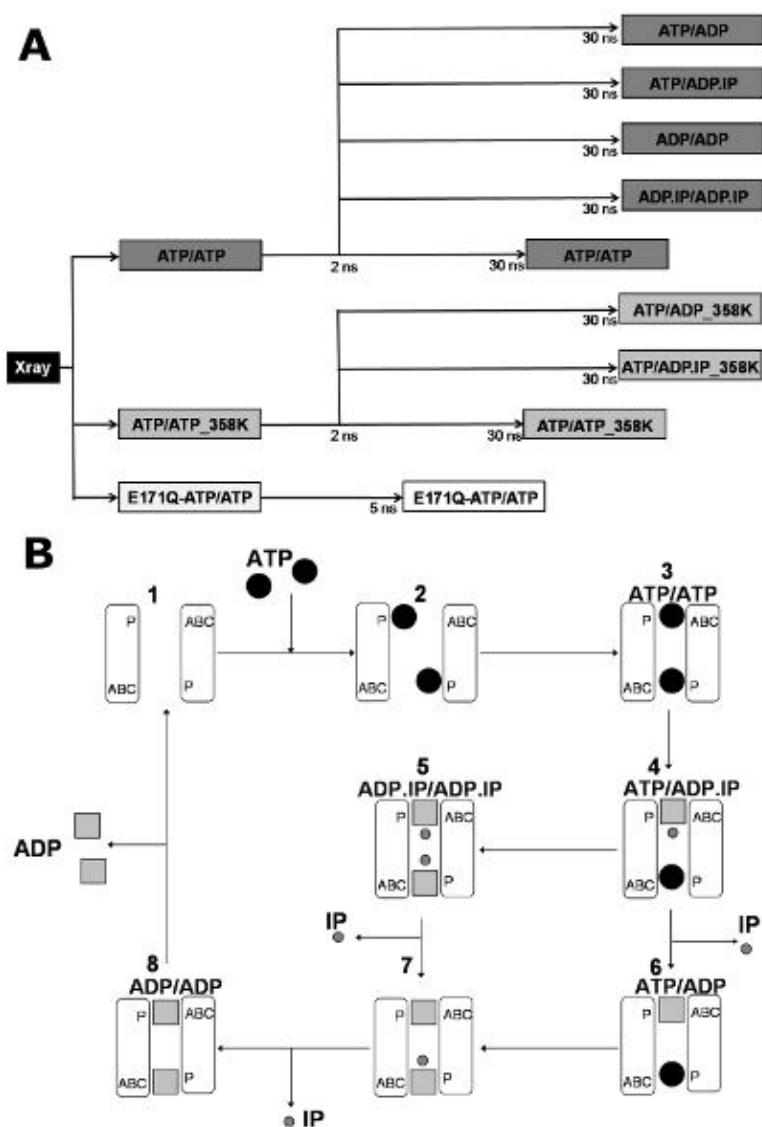 A
30 ns ATP/ADP
30 ns ATP/ADP.IP
30 ns ADP/ADP
30 ns ADP.IP/ADP.IP
ATP/ATP 2 ns 30 ns ATP/ATP
30 ns ATP/ADP_358K
Xray
30 ns ATP/ADP.IP_358K
ATP/ATP_358K 2 ns 30 ns ATP/ATP_358K
E171Q-ATP/ATP 5 ns E171Q-ATP/ATP
B
ATP
1 2 3
ATP/ATP
P ABC P ABC P ABC
ABC P ABC P ABC P
5 4
ADP.IP/ADP.IP ATP/ADP.IP
P ABC P ABC
ADP
ABC P ABC P
IP IP
8 7 6
ADP/ADP ATP/ADP
P ABC P ABC P ABC
ABC P ABC P ABC P
IP